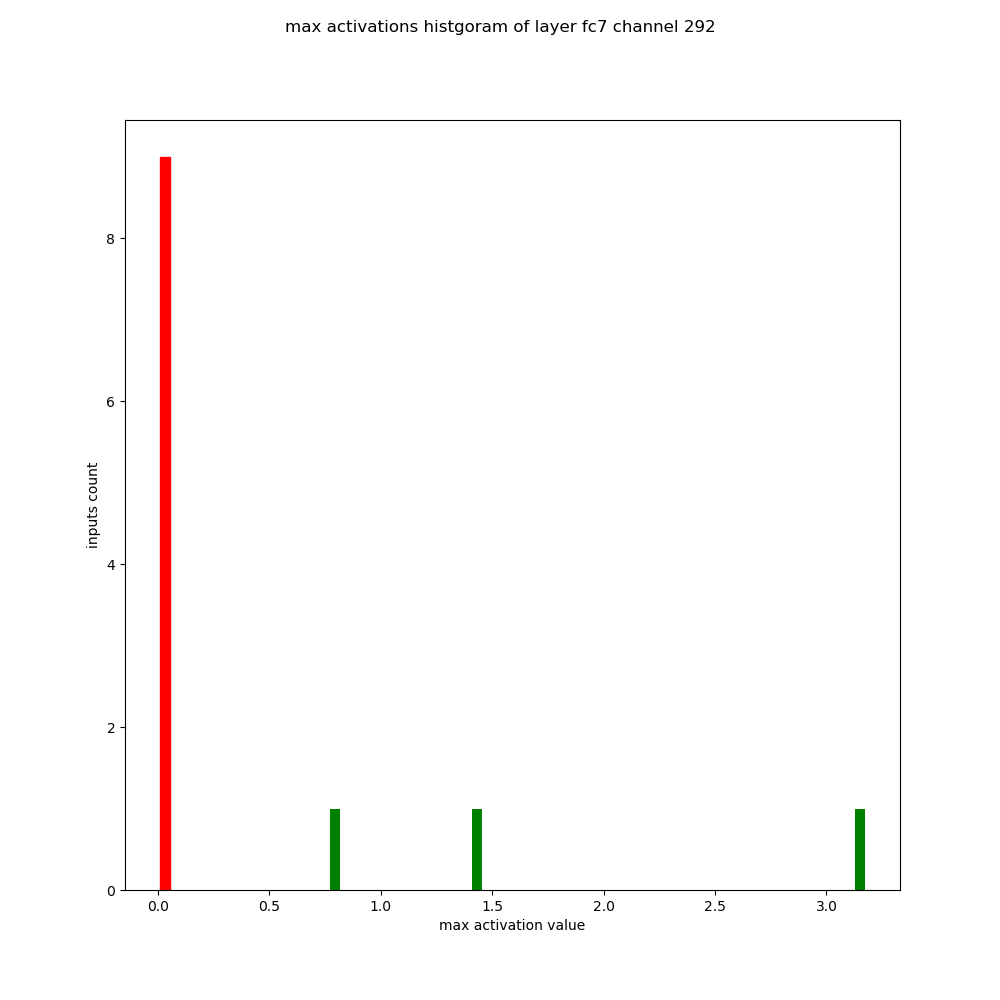 max activations histgoram of layer fc7 channel 292
8
6
4
2
0
inputs count
0.0 0.5 1.0 1.5 2.0 2.5 3.0
max activation value